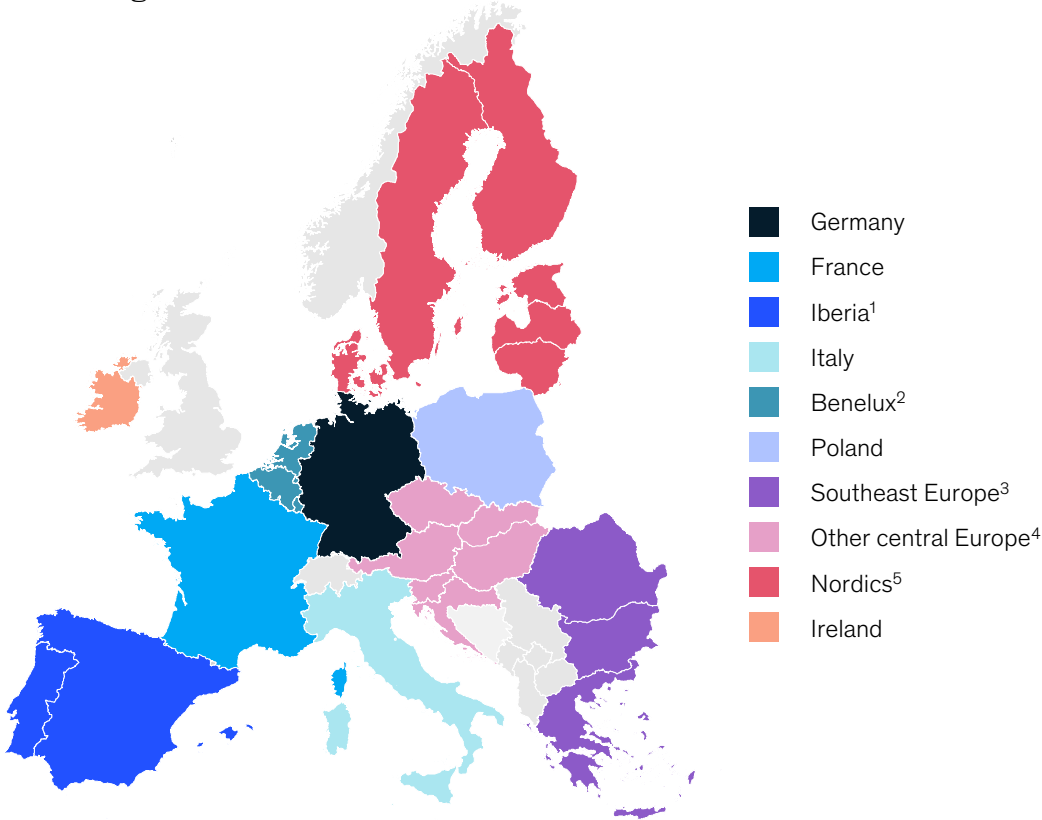 Germany
France
Iberia¹
Italy
Benelux²
Poland
Southeast Europe³
Other central Europe⁴
Nordics⁵
Ireland